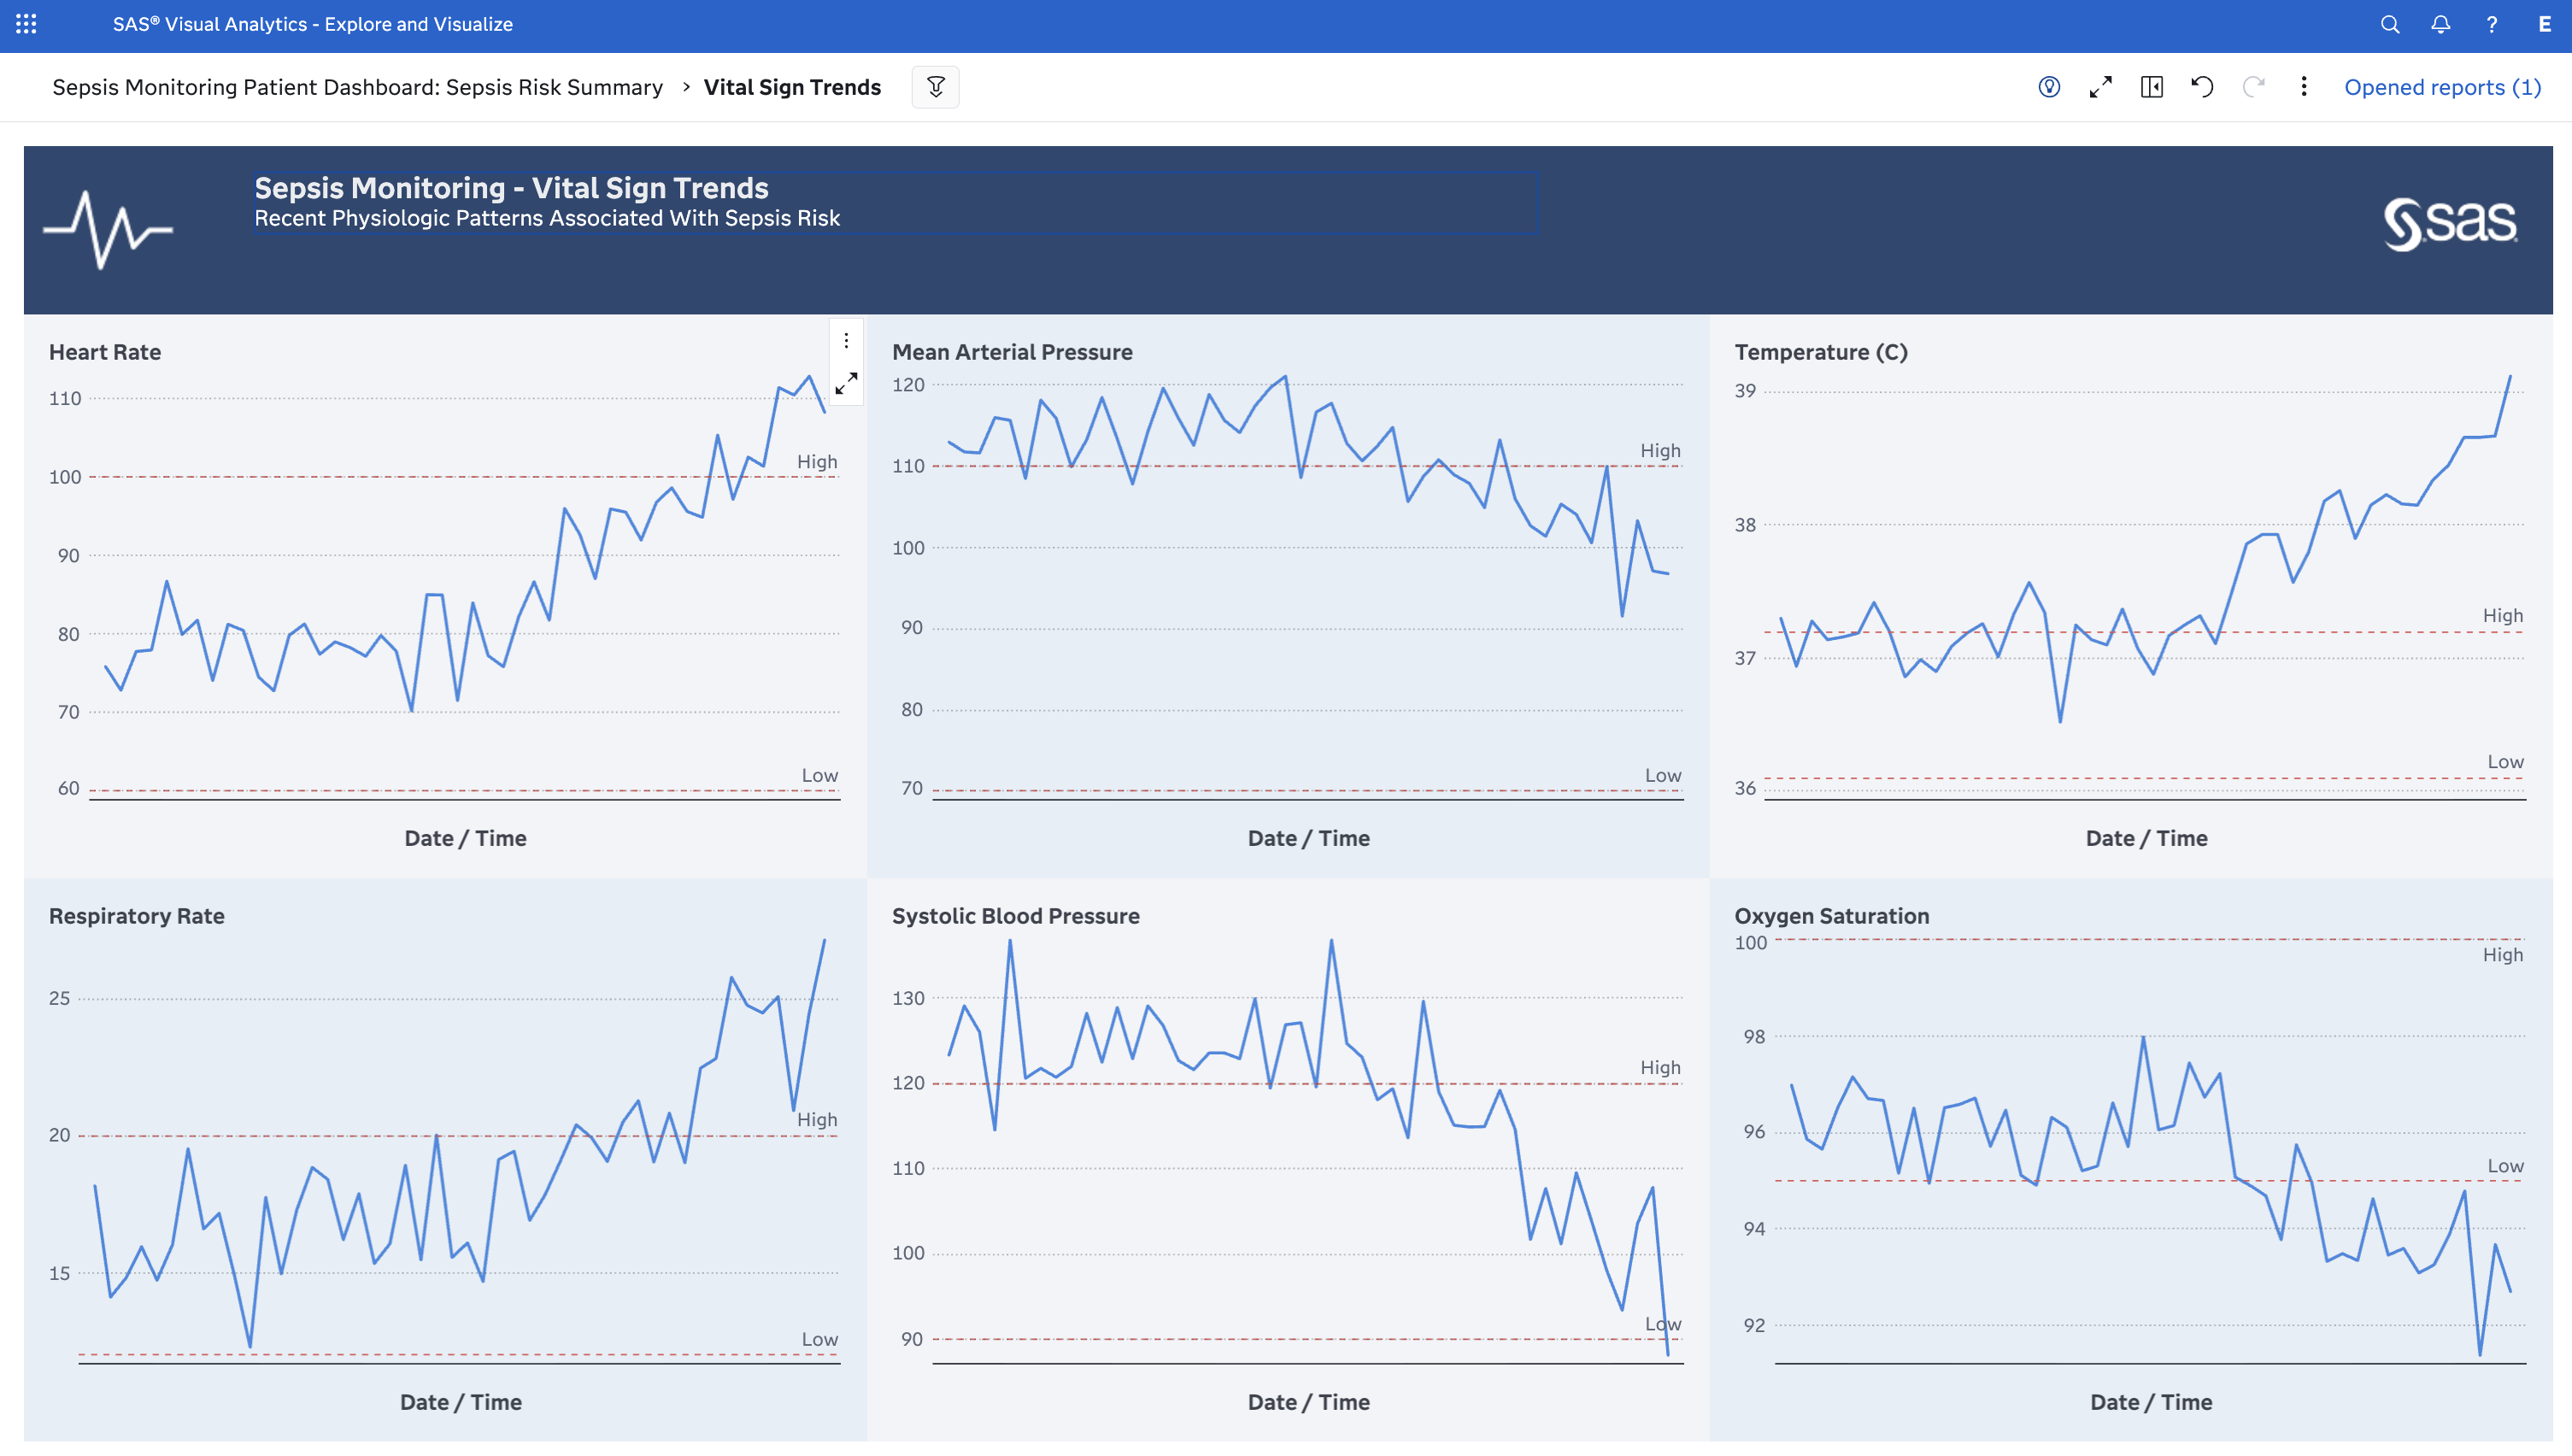 SAS® Visual Analytics - Explore and Visualize
? E
Sepsis Monitoring Patient Dashboard: Sepsis Risk Summary > Vital Sign Trends
Opened reports (1)
Sepsis Monitoring - Vital Sign Trends
Recent Physiologic Patterns Associated With Sepsis Risk
sas
Heart Rate
110
100
High
90
80
70
60
Low
Date / Time
Mean Arterial Pressure
120
110
High
100
90
80
70
Low
Date / Time
Temperature (C)
39
38
High
37
Low
36
Date / Time
Respiratory Rate
25
20
High
15
Low
Date / Time
Systolic Blood Pressure
130
120
High
110
100
90
Low
Date / Time
Oxygen Saturation
100
High
98
96
Low
94
92
Date / Time